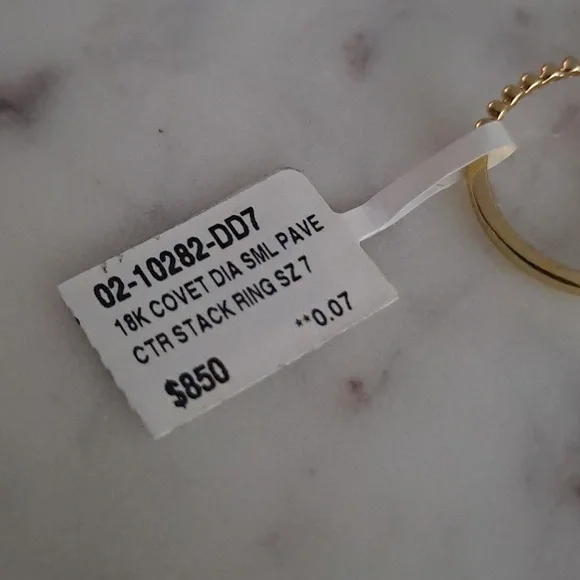 02-10282-DD7
18K COVET DIA SML PAVE
CTR STACK RING SZ 7
**0.07
$850